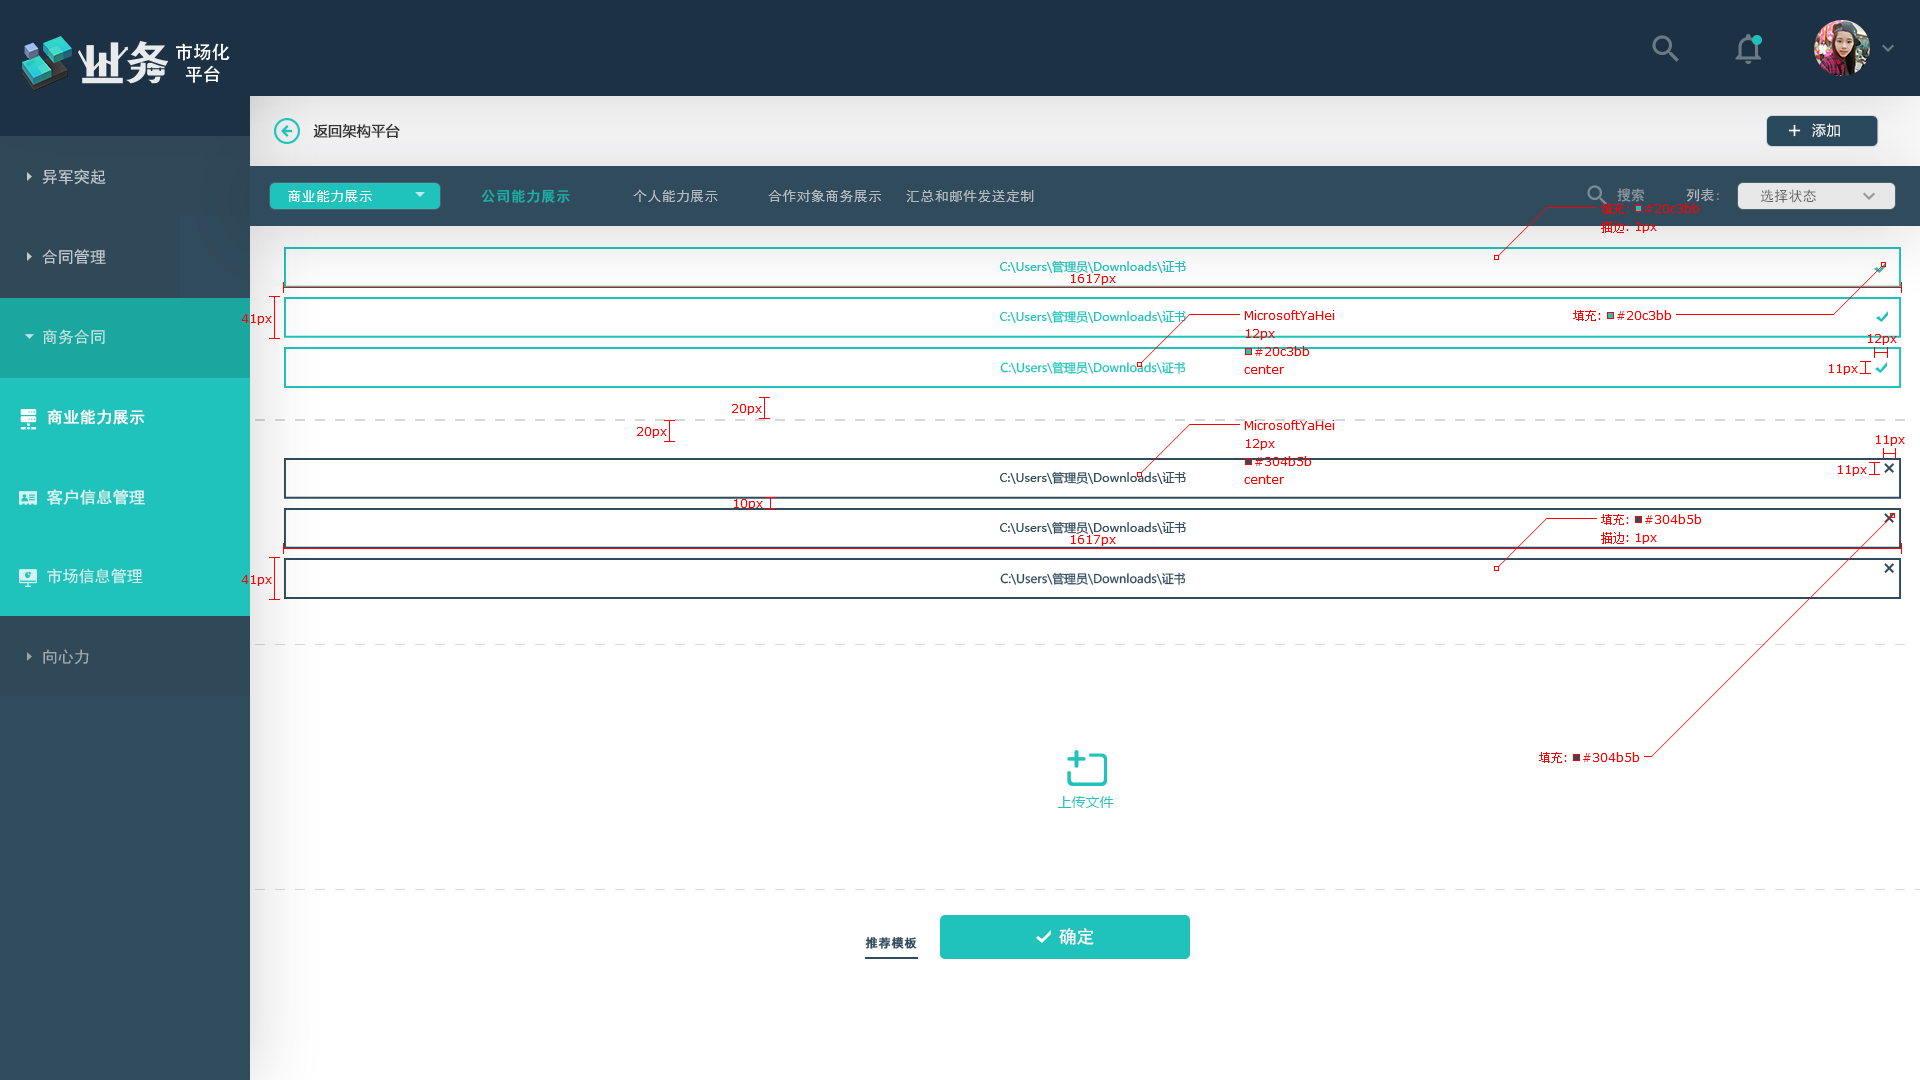 业务 市场化
平台
返回架构平台
+ 添加
异军突起
合同管理
商务合同
商业能力展示
客户信息管理
市场信息管理
向心力
商业能力展示
公司能力展示
个人能力展示
合作对象商务展示
汇总和邮件发送定制
搜索
列表：
选择状态
填充：#20c3bb
描边：1px
C:\Users\管理员\Downloads\证书
1617px
41px
C:\Users\管理员\Downloads\证书
MicrosoftYaHei
12px
#20c3bb
center
填充：#20c3bb
12px
C:\Users\管理员\Downloads\证书
11px
20px
20px
MicrosoftYaHei
12px
#304b5b
center
11px
11px
C:\Users\管理员\Downloads\证书
10px
C:\Users\管理员\Downloads\证书
1617px
填充：#304b5b
描边：1px
41px
C:\Users\管理员\Downloads\证书
填充：#304b5b
上传文件
推荐模板
确定